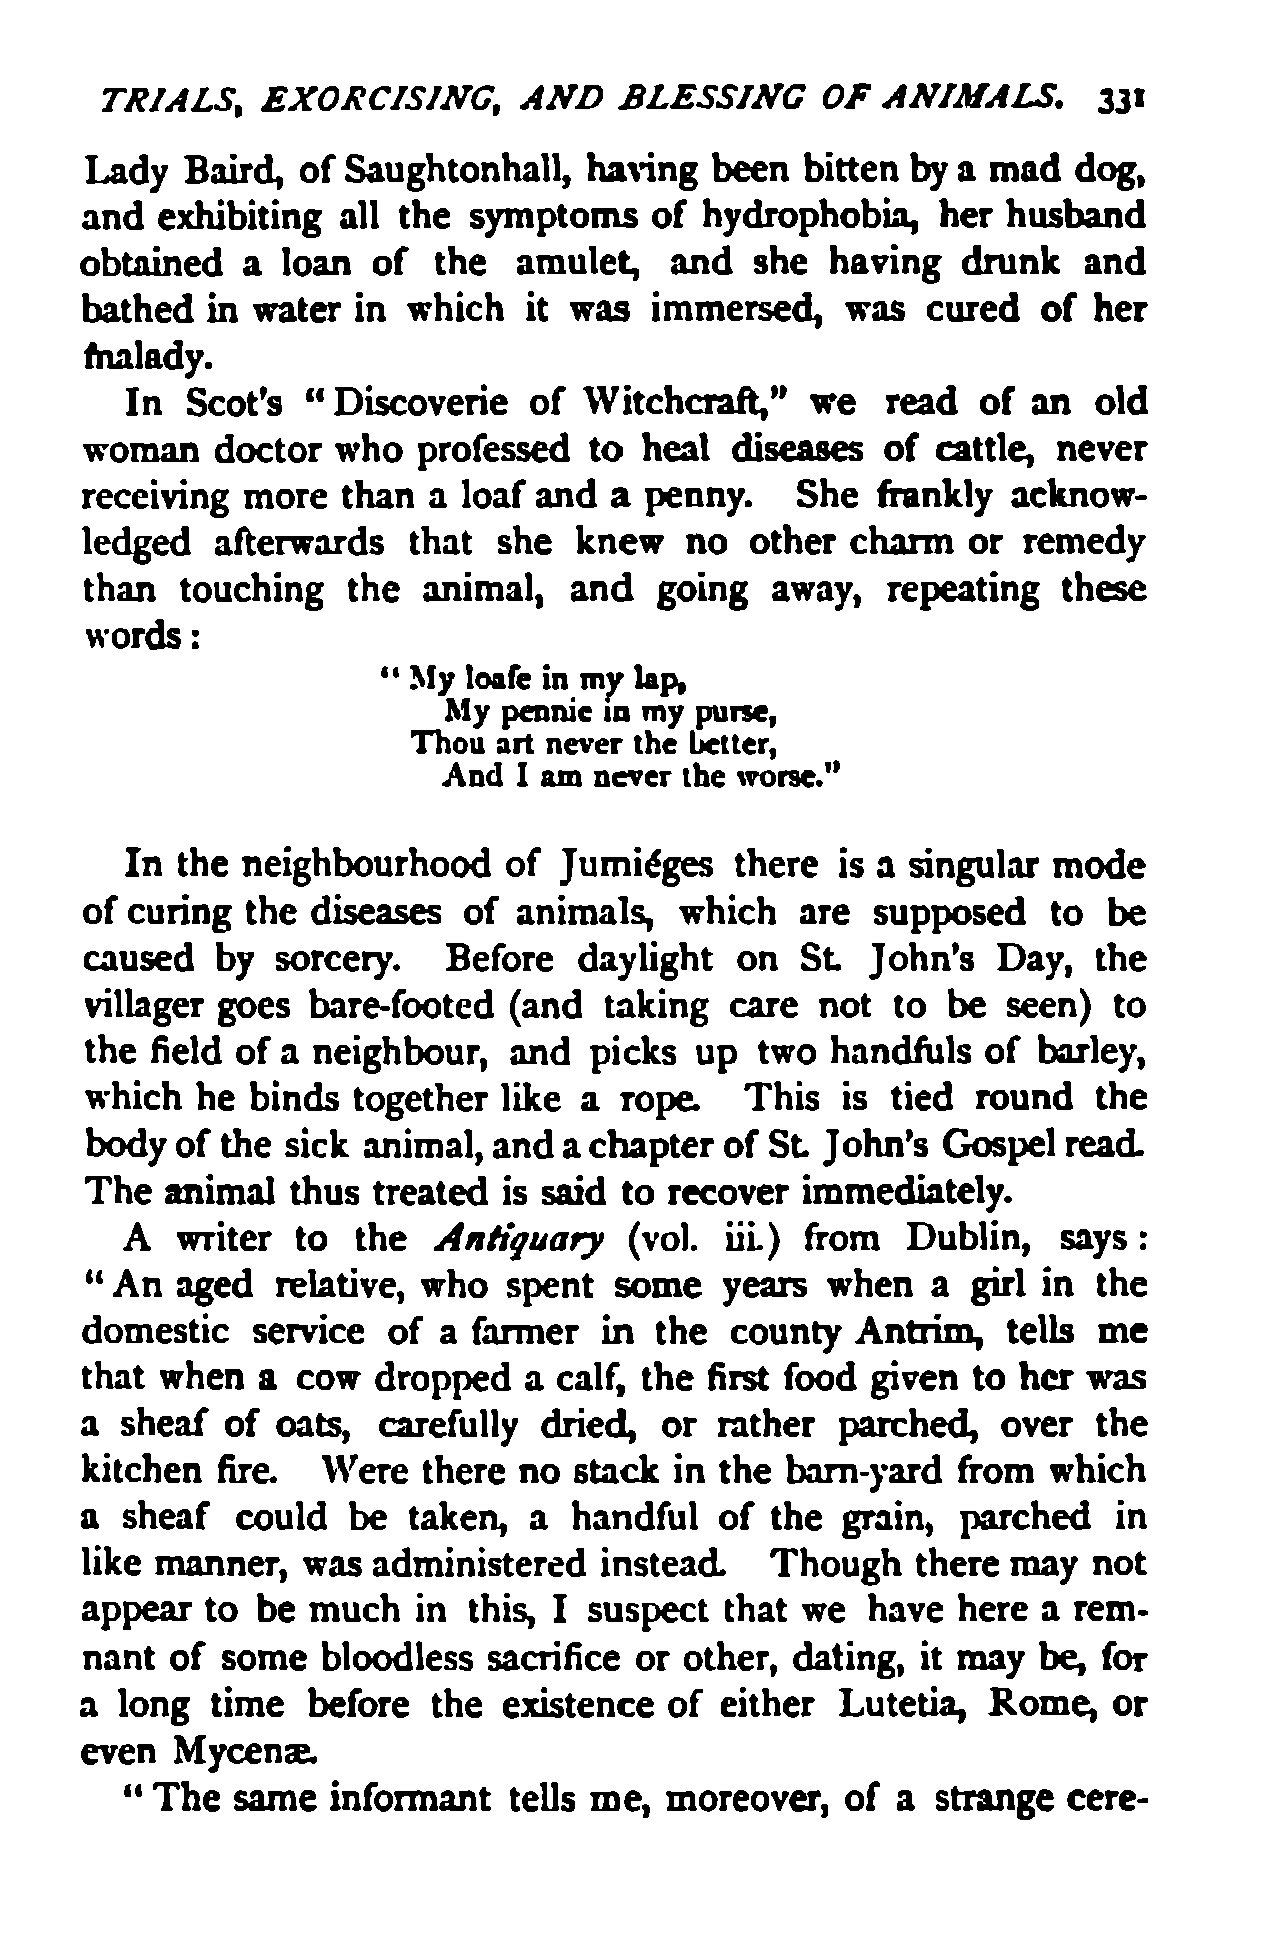 TRIALS, EXORCISING, AND BLESSING OF ANIMALS. 331
Lady Baird, of Saughtonhall, having been bitten by a mad dog,
and exhibiting all the symptoms of hydrophobia, her husband
obtained a loan of the amulet, and she having drunk and
bathed in water in which it was immersed, was cured of her
malady.
In Scot's “ Discoverie of Witchcraft,” we read of an old
woman doctor who professed to heal diseases of cattle, never
receiving more than a loaf and a penny. She frankly acknow-
ledged afterwards that she knew no other charm or remedy
than touching the animal, and going away, repeating these
words :
“ My loafe in my lap,
My pennie in my purse,
Thou art never the better,
And I am never the worse.”
In the neighbourhood of Jumiéges there is a singular mode
of curing the diseases of animals, which are supposed to be
caused by sorcery. Before daylight on St. John's Day, the
villager goes bare-footed (and taking care not to be seen) to
the field of a neighbour, and picks up two handfuls of barley,
which he binds together like a rope. This is tied round the
body of the sick animal, and a chapter of St. John's Gospel read.
The animal thus treated is said to recover immediately.
A writer to the Antiquary (vol. iii.) from Dublin, says :
“ An aged relative, who spent some years when a girl in the
domestic service of a farmer in the county Antrim, tells me
that when a cow dropped a calf, the first food given to her was
a sheaf of oats, carefully dried, or rather parched, over the
kitchen fire. Were there no stack in the barn-yard from which
a sheaf could be taken, a handful of the grain, parched in
like manner, was administered instead. Though there may not
appear to be much in this, I suspect that we have here a rem-
nant of some bloodless sacrifice or other, dating, it may be, for
a long time before the existence of either Lutetia, Rome, or
even Mycenæ.
“ The same informant tells me, moreover, of a strange cere-